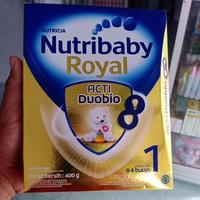 NUTRICIA
Nutribaby
Royal
ACTI
DUOBIO
8
1
0-6 bulan
Berat bersih : 400 g